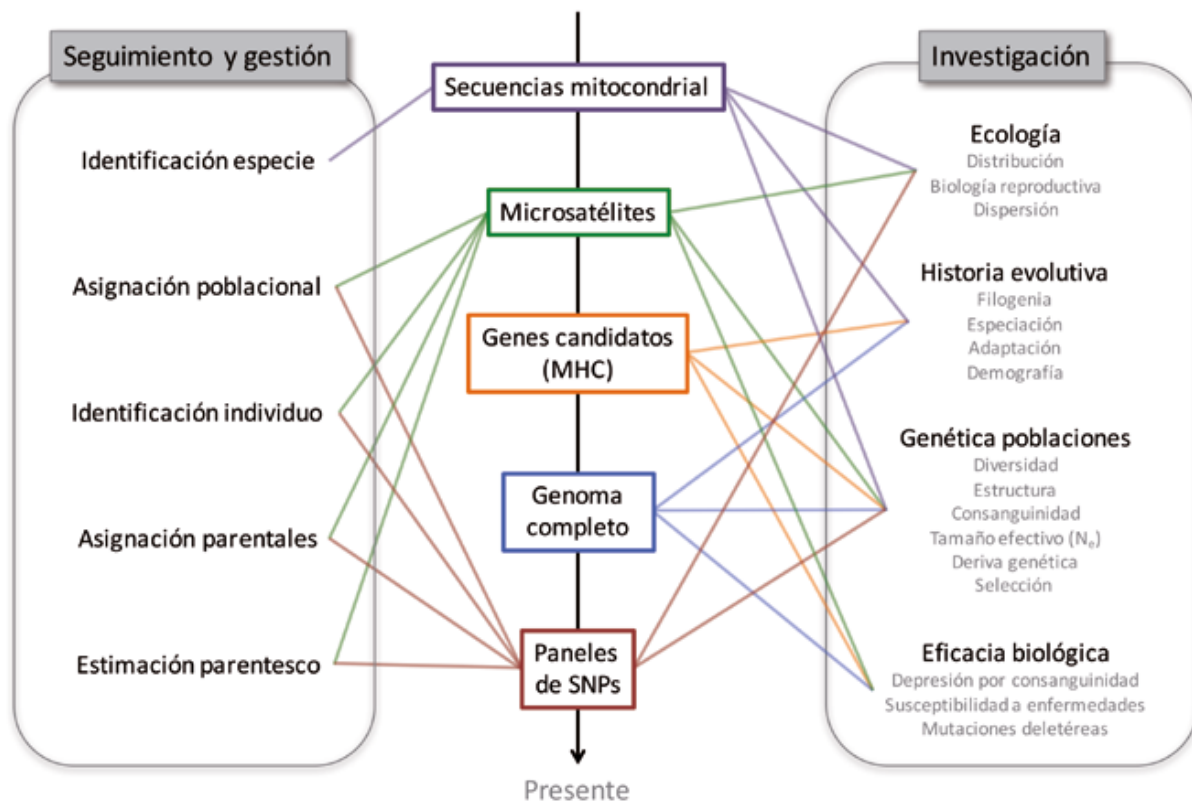 Seguimiento y gestión
Identificación especie
Asignación poblacional
Identificación individuo
Asignación parentales
Estimación parentesco
Secuencias mitocondrial
Microsatélites
Genes candidatos
(MHC)
Genoma
completo
Paneles
de SNPs
Presente
Investigación
Ecología
Distribución
Biología reproductiva
Dispersión
Historia evolutiva
Filogenia
Especiación
Adaptación
Demografía
Genética poblaciones
Diversidad
Estructura
Consanguinidad
Tamaño efectivo (Nₑ)
Deriva genética
Selección
Eficacia biológica
Depresión por consanguinidad
Susceptibilidad a enfermedades
Mutaciones deletéreas